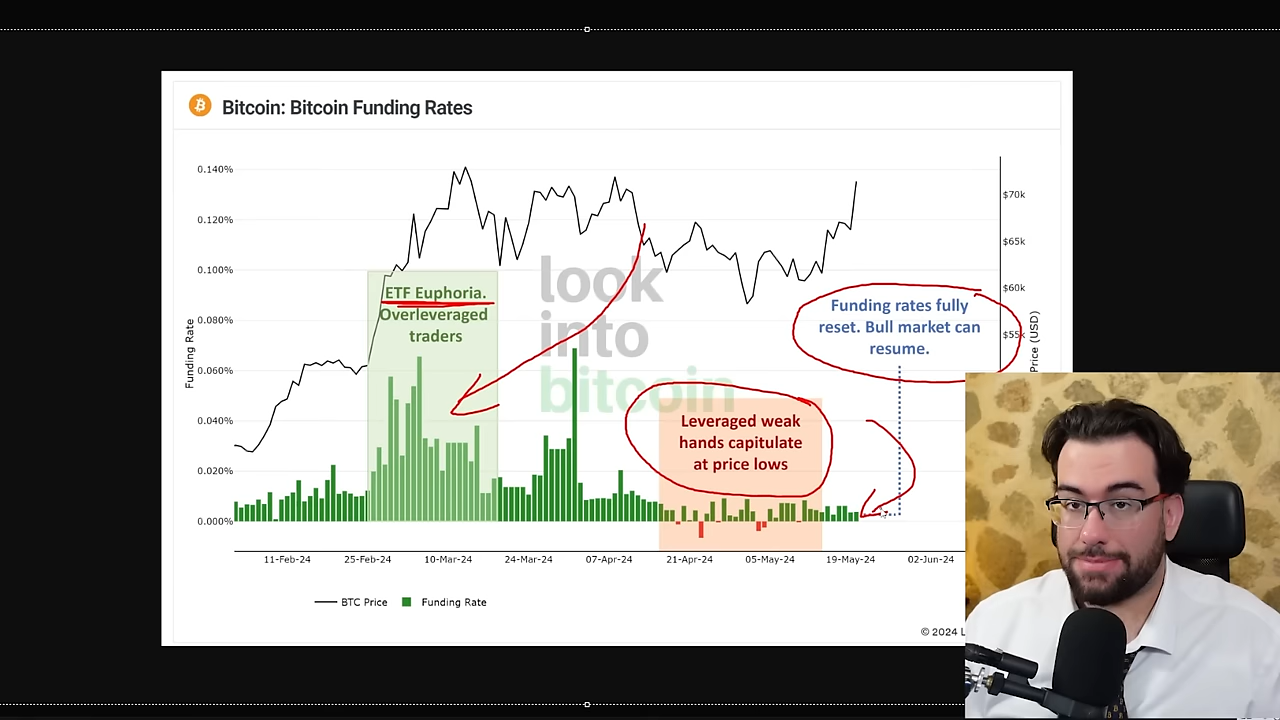 Bitcoin: Bitcoin Funding Rates
0.140%
0.120%
0.100%
0.080%
0.060%
0.040%
0.020%
0.000%
Funding Rate
$70k
$65k
$60k
Price (USD)
look
into
bitcoin
ETF Euphoria.
Overleveraged
traders
Funding rates fully
reset. Bull market can
resume.
Leveraged weak
hands capitulate
at price lows
11-Feb-24 25-Feb-24 10-Mar-24 24-Mar-24 07-Apr-24 21-Apr-24 05-May-24 19-May-24 02-Jun-24
BTC Price Funding Rate
© 2024